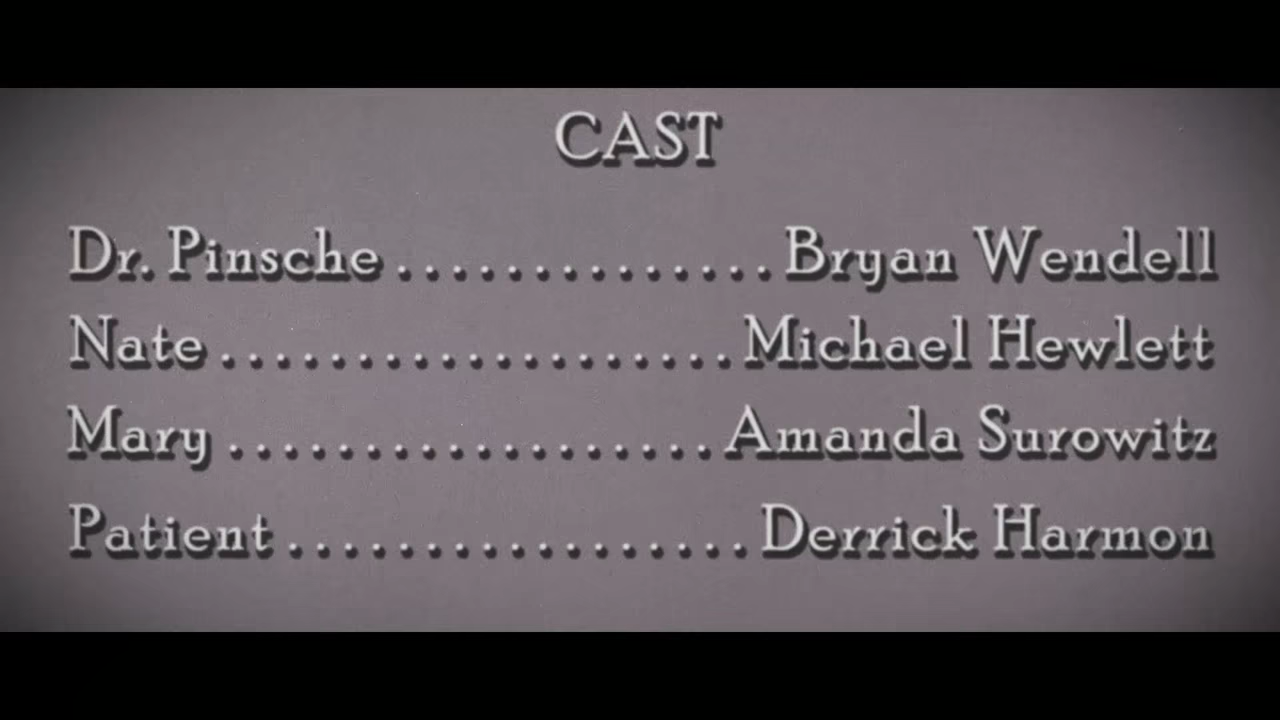 CAST
Dr. Pinsche..............Bryan Wendell
Nate...................Michael Hewlett
Mary..................Amanda Surowitz
Patient.................Derrick Harmon